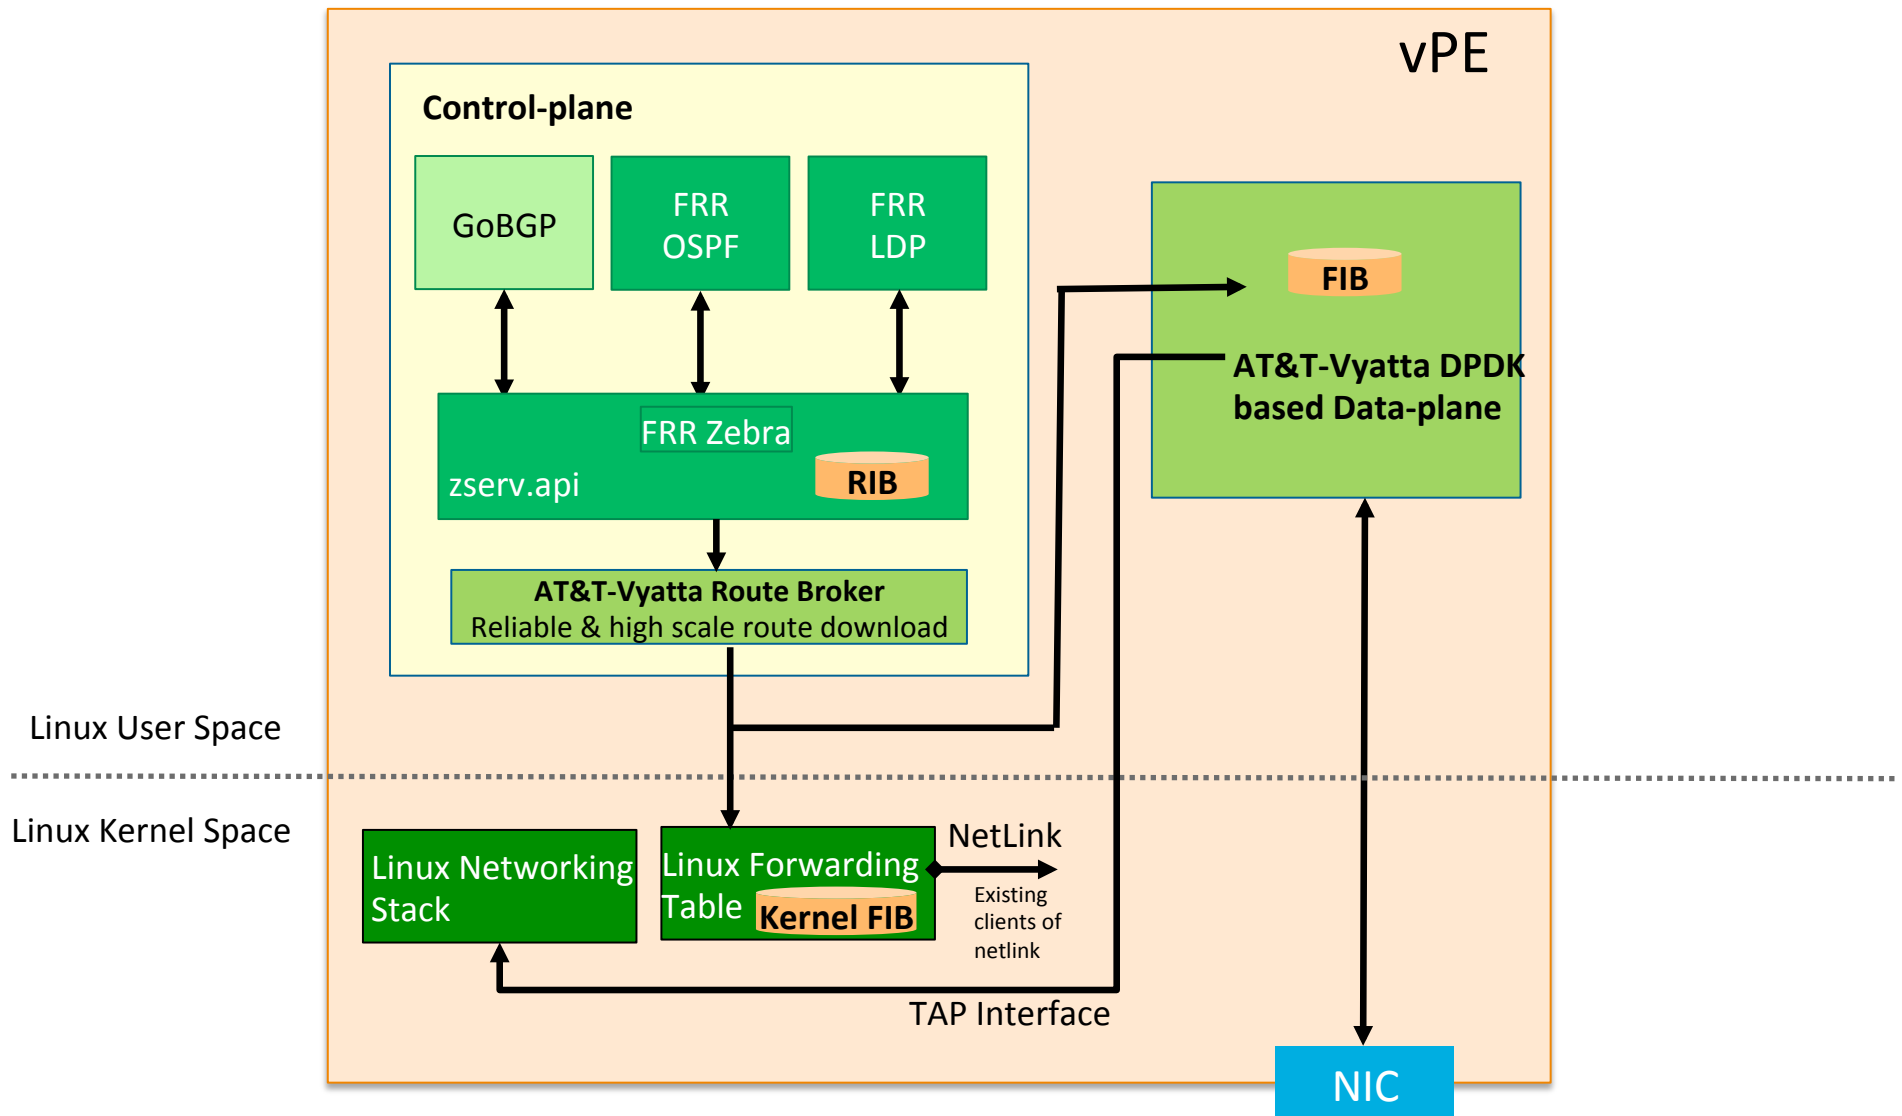 vPE
Control-plane
GoBGP
FRR
OSPF
FRR
LDP
FRR Zebra
zserv.api
RIB
AT&T-Vyatta Route Broker
Reliable & high scale route download
FIB
AT&T-Vyatta DPDK
based Data-plane
Linux User Space
Linux Kernel Space
Linux Networking
Stack
Linux Forwarding
Table
Kernel FIB
NetLink
Existing
clients of
netlink
TAP Interface
NIC